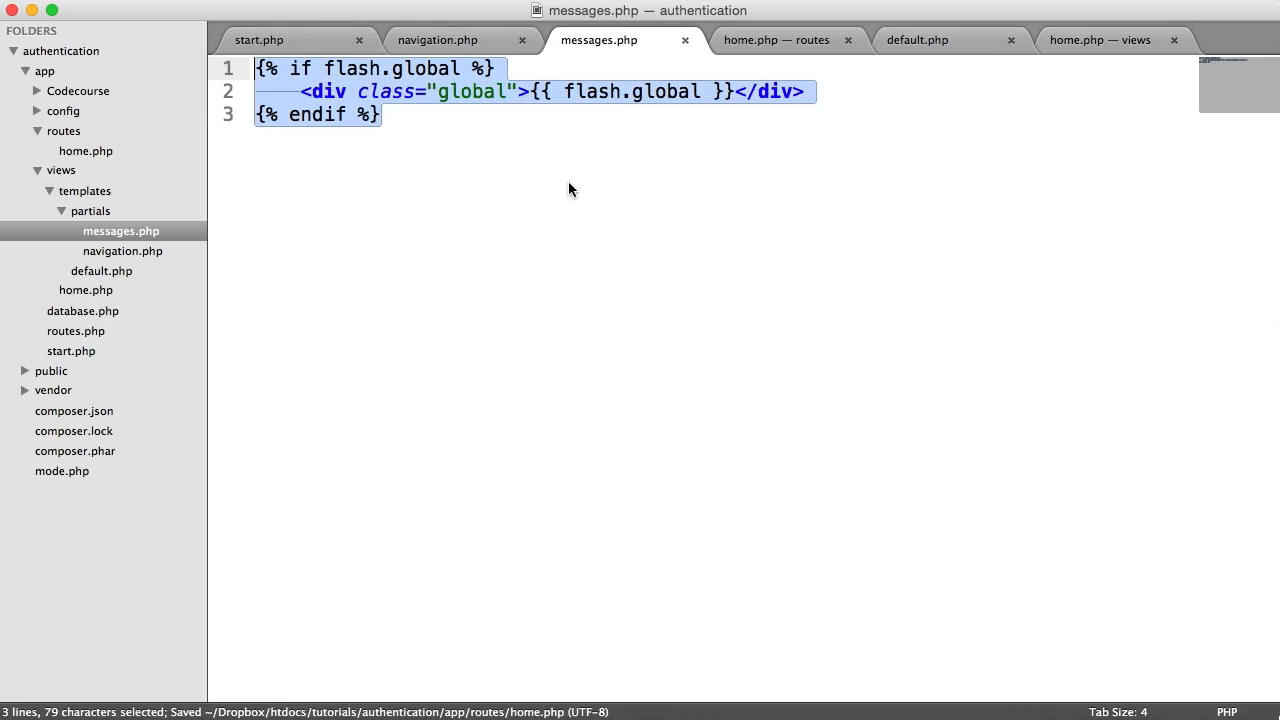 messages.php — authentication
FOLDERS
authentication
app
Codecourse
config
routes
home.php
views
templates
partials
messages.php
navigation.php
default.php
home.php
database.php
routes.php
start.php
public
vendor
composer.json
composer.lock
composer.phar
mode.php
start.php
navigation.php
messages.php
home.php — routes
default.php
home.php — views
1 {% if flash.global %}
2 <div class="global">{{ flash.global }}</div>
3 {% endif %}
3 lines, 79 characters selected; Saved ~/Dropbox/htdocs/tutorials/authentication/app/routes/home.php (UTF-8)
Tab Size: 4
PHP